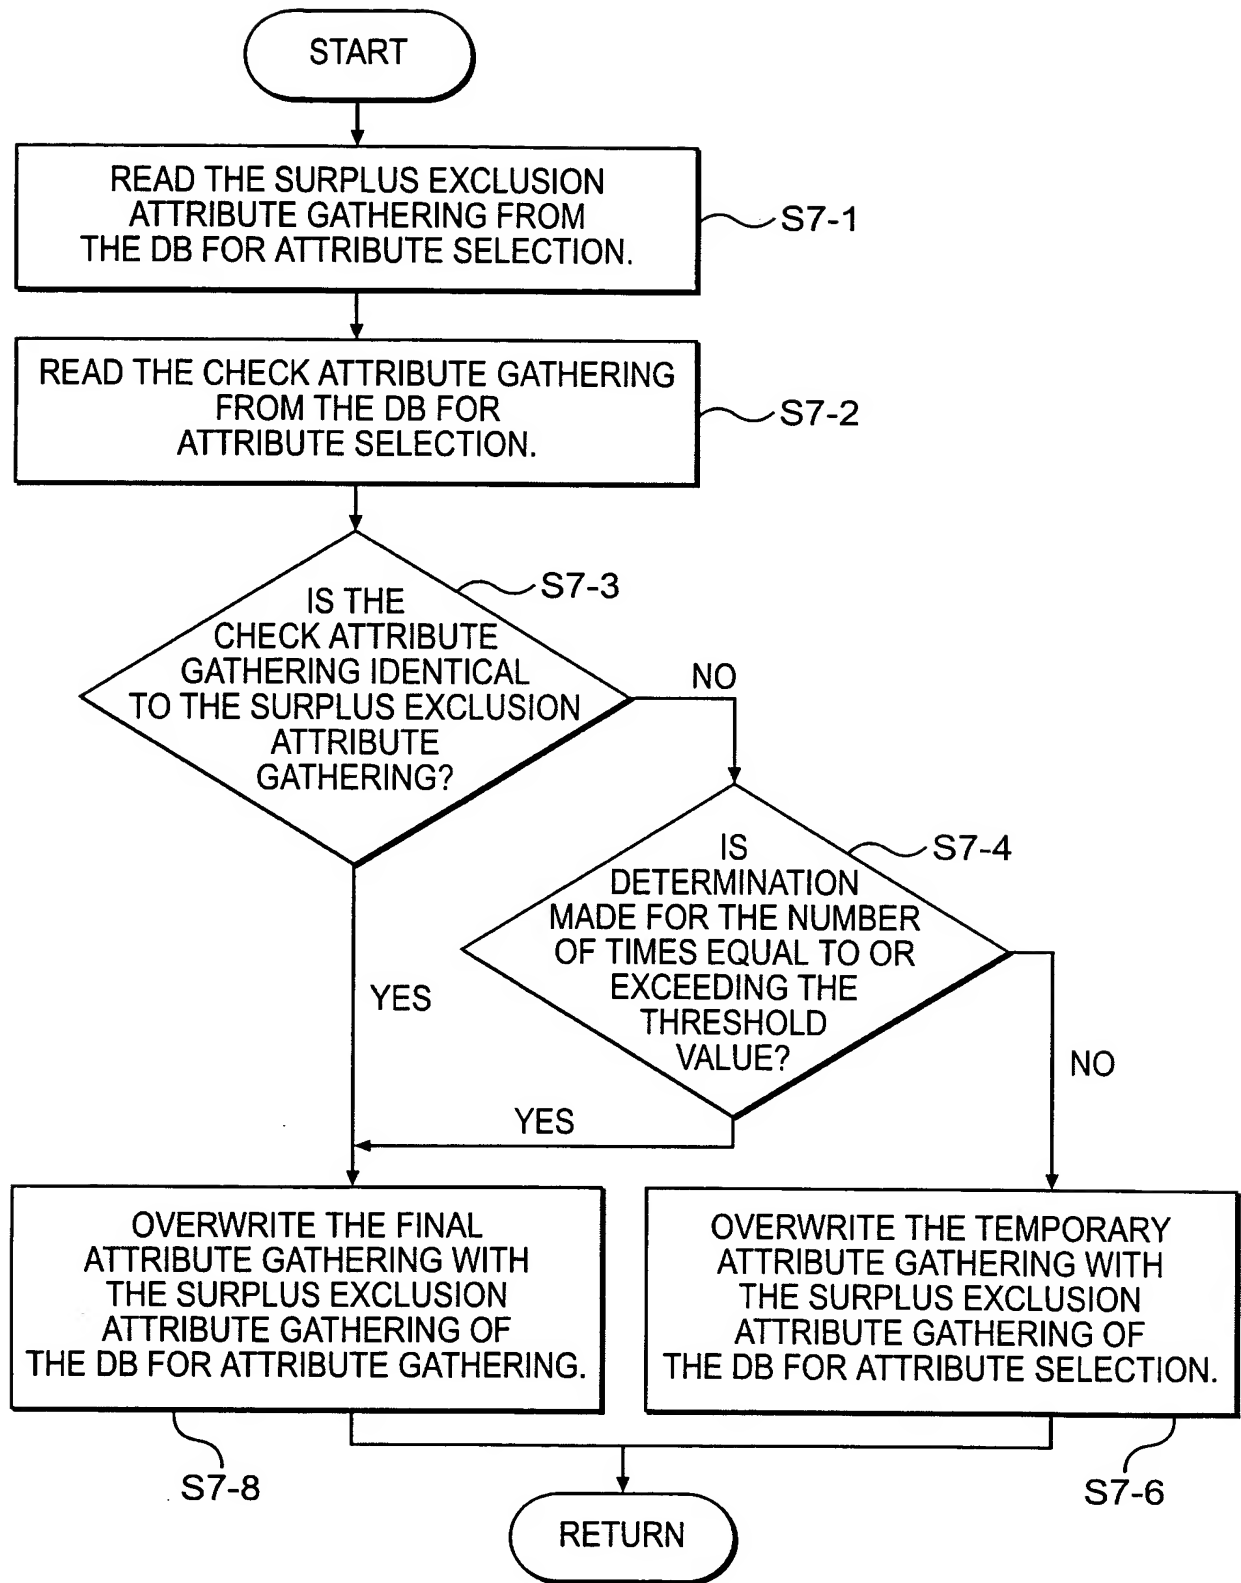 START
READ THE SURPLUS EXCLUSION
ATTRIBUTE GATHERING FROM
THE DB FOR ATTRIBUTE SELECTION.
S7-1
READ THE CHECK ATTRIBUTE GATHERING
FROM THE DB FOR
ATTRIBUTE SELECTION.
S7-2
S7-3
IS THE
CHECK ATTRIBUTE
GATHERING IDENTICAL
TO THE SURPLUS EXCLUSION
ATTRIBUTE
GATHERING?
NO
S7-4
IS
DETERMINATION
MADE FOR THE NUMBER
OF TIMES EQUAL TO OR
EXCEEDING THE
THRESHOLD
VALUE?
YES
NO
YES
OVERWRITE THE FINAL
ATTRIBUTE GATHERING WITH
THE SURPLUS EXCLUSION
ATTRIBUTE GATHERING OF
THE DB FOR ATTRIBUTE GATHERING.
S7-8
OVERWRITE THE TEMPORARY
ATTRIBUTE GATHERING WITH
THE SURPLUS EXCLUSION
ATTRIBUTE GATHERING OF
THE DB FOR ATTRIBUTE SELECTION.
S7-6
RETURN